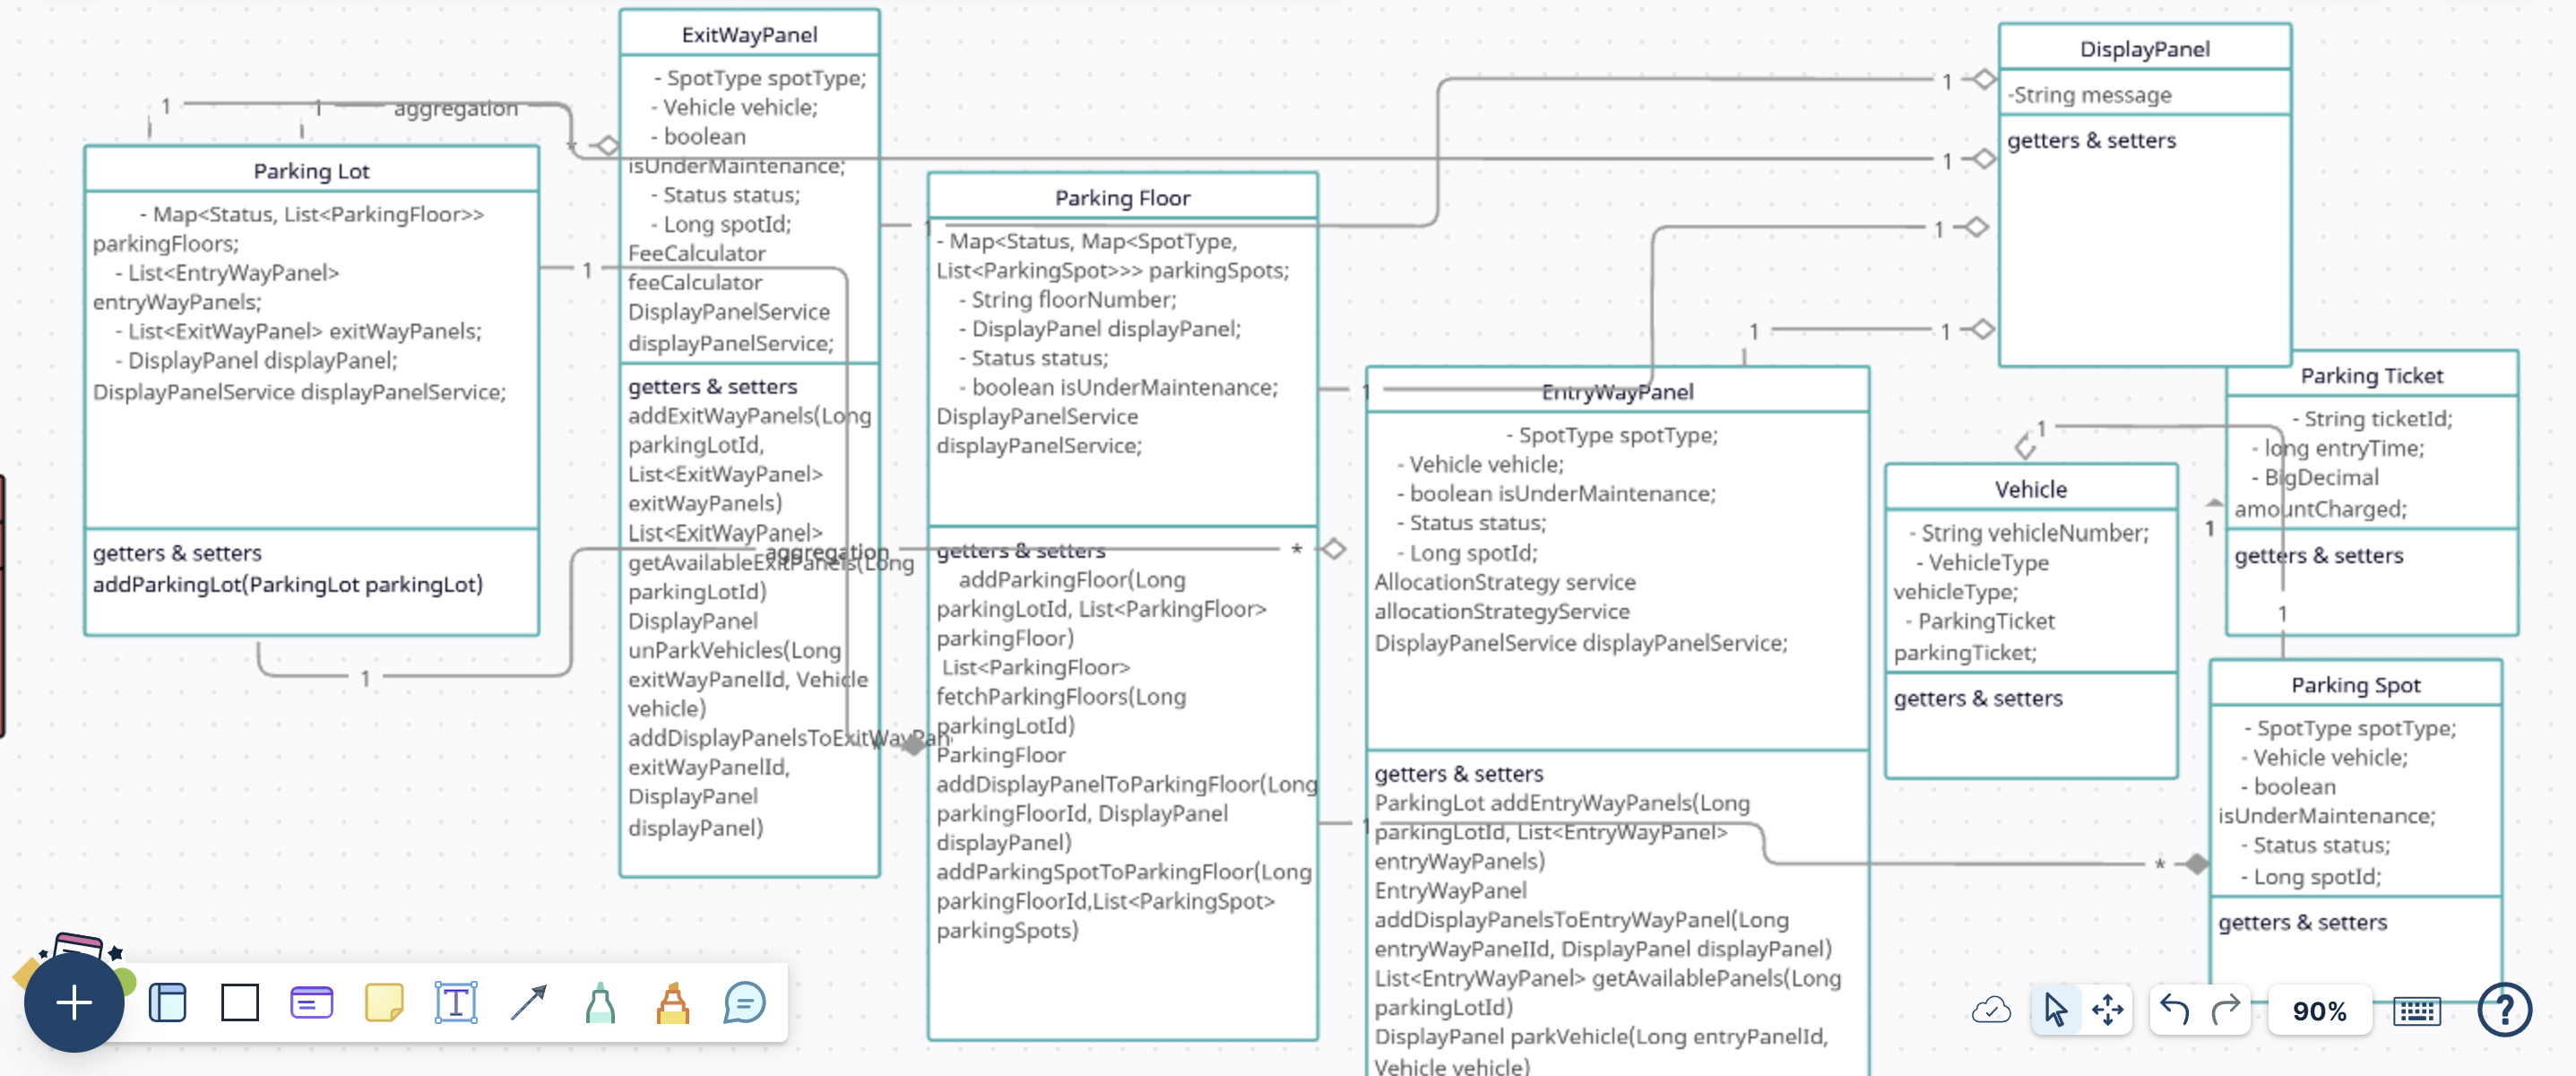 ExitWayPanel
- SpotType spotType;
- Vehicle vehicle;
- boolean
isUnderMaintenance;
- Status status;
- Long spotId;
FeeCalculator
feeCalculator
DisplayPanelService
displayPanelService;
getters & setters
addExitWayPanels(Long
parkingLotId,
List<ExitWayPanel>
exitWayPanels)
List<ExitWayPanel>
getAvailableExitPanels(Long
parkingLotId)
DisplayPanel
unParkVehicles(Long
exitWayPanelId, Vehicle
vehicle)
exitWayPanelId,
DisplayPanel
displayPanel)
1
1
aggregation
*
Parking Lot
- Map<Status, List<ParkingFloor>>
parkingFloors;
- List<EntryWayPanel>
entryWayPanels;
- List<ExitWayPanel> exitWayPanels;
- DisplayPanel displayPanel;
DisplayPanelService displayPanelService;
getters & setters
addParkingLot(ParkingLot parkingLot)
1
1
aggregation
*
1
Parking Floor
- Map<Status, Map<SpotType,
List<ParkingSpot>>> parkingSpots;
- String floorNumber;
- DisplayPanel displayPanel;
- Status status;
- boolean isUnderMaintenance;
DisplayPanelService
displayPanelService;
getters & setters
addParkingFloor(Long
parkingLotId, List<ParkingFloor>
parkingFloor)
List<ParkingFloor>
fetchParkingFloors(Long
parkingLotId)
ParkingFloor
addDisplayPanelToParkingFloor(Long
parkingFloorId, DisplayPanel
displayPanel)
addParkingSpotToParkingFloor(Long
parkingFloorId,List<ParkingSpot>
parkingSpots)
1
1
EntryWayPanel
- SpotType spotType;
- Vehicle vehicle;
- boolean isUnderMaintenance;
- Status status;
- Long spotId;
AllocationStrategy service
allocationStrategyService
DisplayPanelService displayPanelService;
getters & setters
ParkingLot addEntryWayPanels(Long
parkingLotId, List<EntryWayPanel>
entryWayPanels)
EntryWayPanel
addDisplayPanelsToEntryWayPanel(Long
entryWayPanelId, DisplayPanel displayPanel)
List<EntryWayPanel> getAvailablePanels(Long
parkingLotId)
DisplayPanel parkVehicle(Long entryPanelId,
Vehicle vehicle)
1
1
1
1
1
DisplayPanel
-String message
getters & setters
Parking Ticket
- String ticketId;
- long entryTime;
- BigDecimal
amountCharged;
getters & setters
1
1
1
Vehicle
- String vehicleNumber;
- VehicleType
vehicleType;
- ParkingTicket
parkingTicket;
getters & setters
*
Parking Spot
- SpotType spotType;
- Vehicle vehicle;
- boolean
isUnderMaintenance;
- Status status;
- Long spotId;
getters & setters
T
90%
?